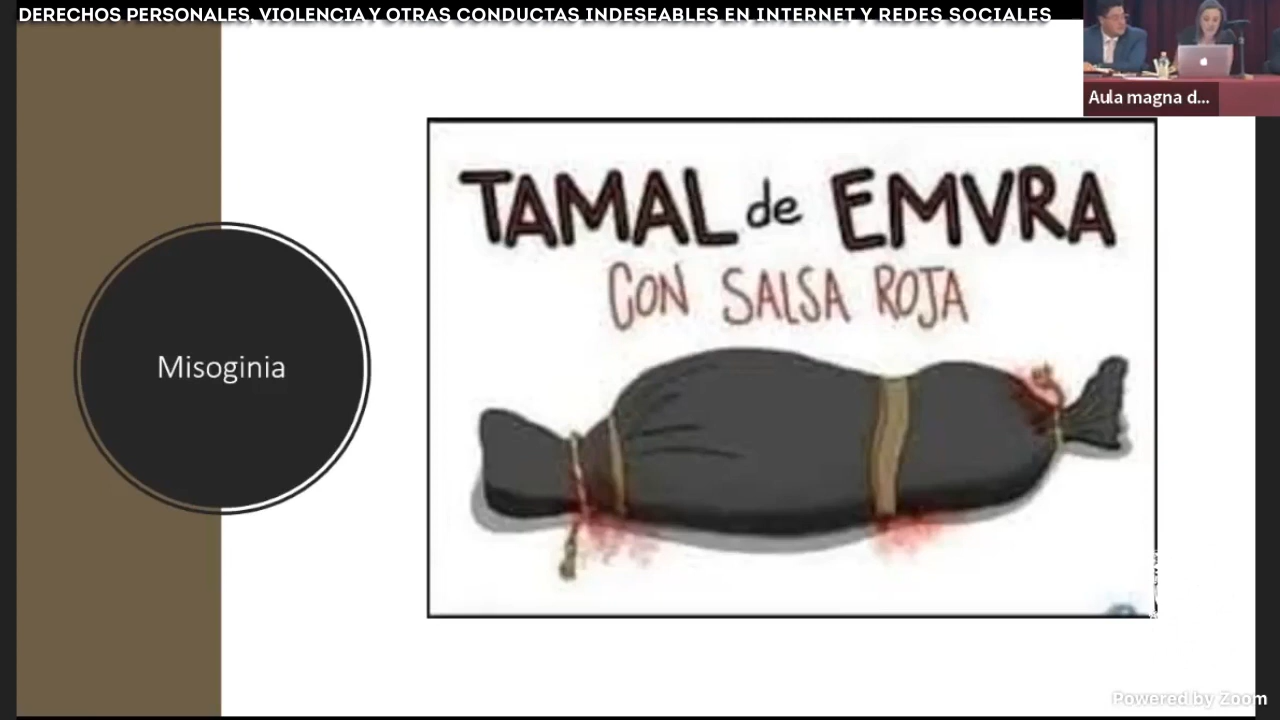 DERECHOS PERSONALES, VIOLENCIA Y OTRAS CONDUCTAS INDESEABLES EN INTERNET Y REDES SOCIALES
Aula magna d...
TAMAL de EMVRA
CON SALSA ROJA
Misoginia
Powered by Zoom